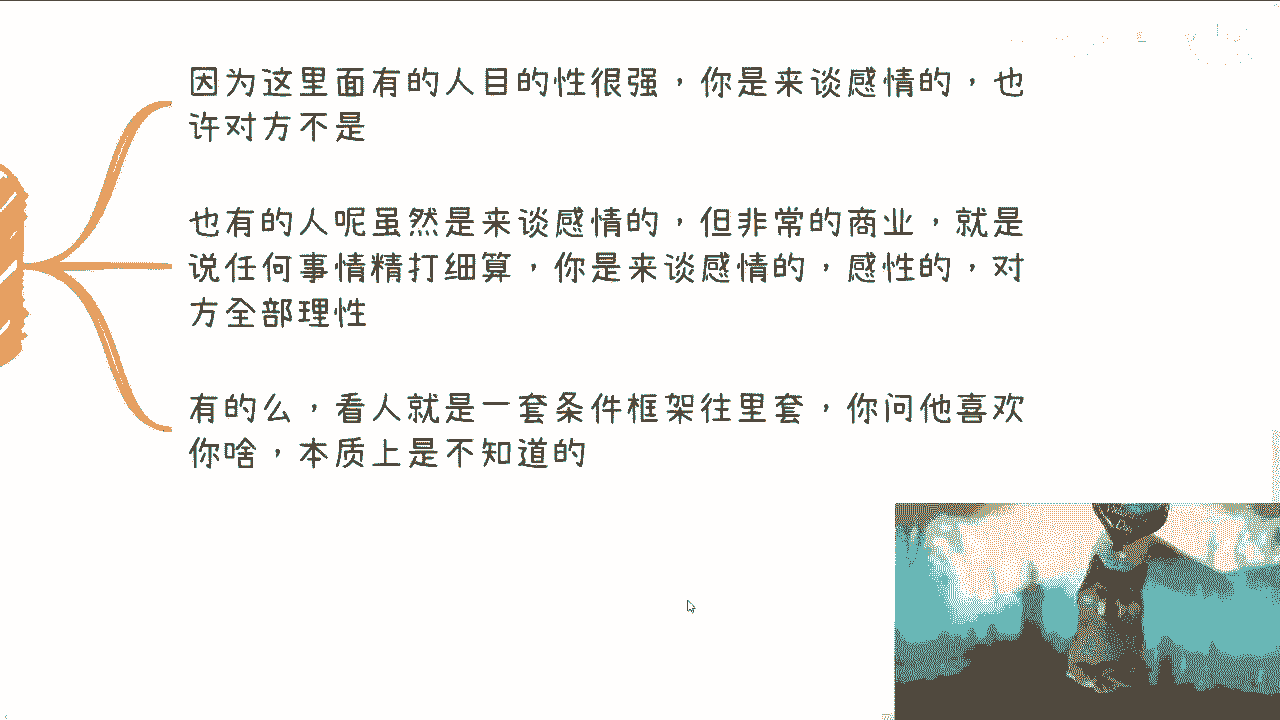 因为这里面有的人目的性很强，你是来谈感情的，也
许对方不是
也有的人呢虽然是来谈感情的，但非常的商业，就是
说任何事情精打细算，你是来谈感情的，感性的，对
方全部理性
有的么，看人就是一套条件框架往里套，你问他喜欢
你啥，本质上是不知道的